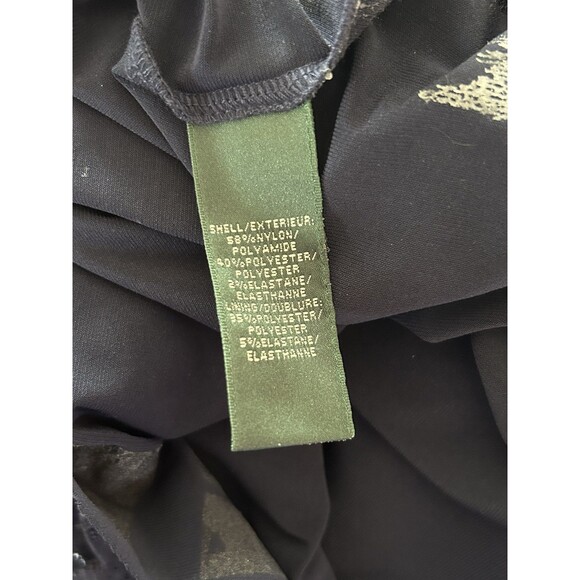 SHELL/EXTERIEUR:
58%NYLON/
POLYAMIDE
40%POLYESTER/
POLYESTER
2%ELASTANE/
ELASTHANNE
LINING/DOUBLURE:
95%POLYESTER/
POLYESTER
5%ELASTANE/
ELASTHANNE